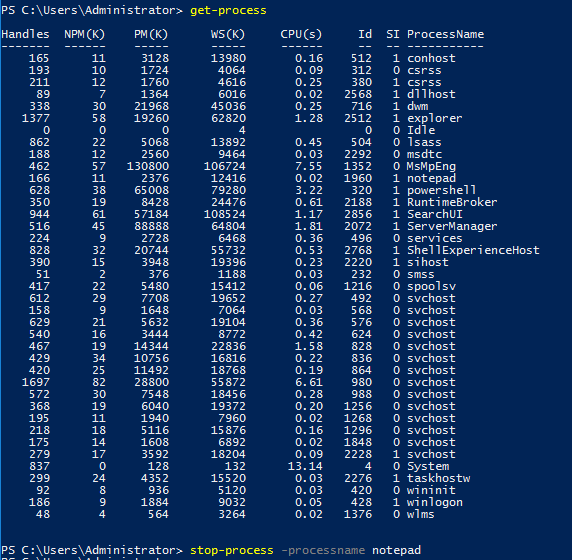 PS C:\Users\Administrator> get-process
Handles NPM(K) PM(K) WS(K) CPU(s) Id SI ProcessName
------- ------ ----- ----- ------ -- -- -----------
165 11 3128 13980 0.16 512 1 conhost
193 10 1724 4064 0.09 312 0 csrss
211 12 1760 4616 0.25 380 1 csrss
89 7 1364 6016 0.02 2568 1 dllhost
338 30 21968 45036 0.25 716 1 dwm
1377 58 19260 62820 1.28 2512 1 explorer
0 0 0 4 0 0 Idle
862 22 5068 13892 0.45 504 0 lsass
188 12 2560 9464 0.03 2292 0 msdtc
462 57 130800 106724 7.55 1352 0 MsMpEng
166 11 2376 12416 0.02 1960 1 notepad
628 38 65008 79280 3.22 320 1 powershell
350 19 8428 24476 0.61 2188 1 RuntimeBroker
944 61 57184 108524 1.17 2856 1 SearchUI
516 45 88888 64804 1.81 2072 1 ServerManager
224 9 2728 6468 0.36 496 0 services
828 32 20744 55732 0.53 2768 1 ShellExperienceHost
390 15 3948 19396 0.23 2220 1 sihost
51 2 376 1188 0.03 232 0 smss
417 22 5480 15412 0.06 1216 0 spoolsv
612 29 7708 19652 0.27 492 0 svchost
158 9 1648 7064 0.03 568 0 svchost
629 21 5632 19104 0.36 576 0 svchost
540 16 3444 8772 0.42 624 0 svchost
467 19 14344 22836 1.58 828 0 svchost
429 34 10756 16816 0.22 836 0 svchost
420 25 11492 18768 0.19 864 0 svchost
1697 82 28800 55872 6.61 980 0 svchost
572 30 7548 18456 0.28 988 0 svchost
368 19 6040 19372 0.20 1256 0 svchost
195 11 1940 7960 0.02 1268 0 svchost
218 18 5116 15876 0.16 1296 0 svchost
175 14 1608 6892 0.02 1848 0 svchost
279 17 3592 18204 0.09 2228 1 svchost
837 0 128 132 13.14 4 0 System
299 24 4352 15520 0.03 2276 1 taskhostw
92 8 936 5120 0.03 420 0 wininit
186 9 1884 9032 0.05 428 1 winlogon
48 4 564 3264 0.02 1376 0 wlms
PS C:\Users\Administrator> stop-process -processname notepad